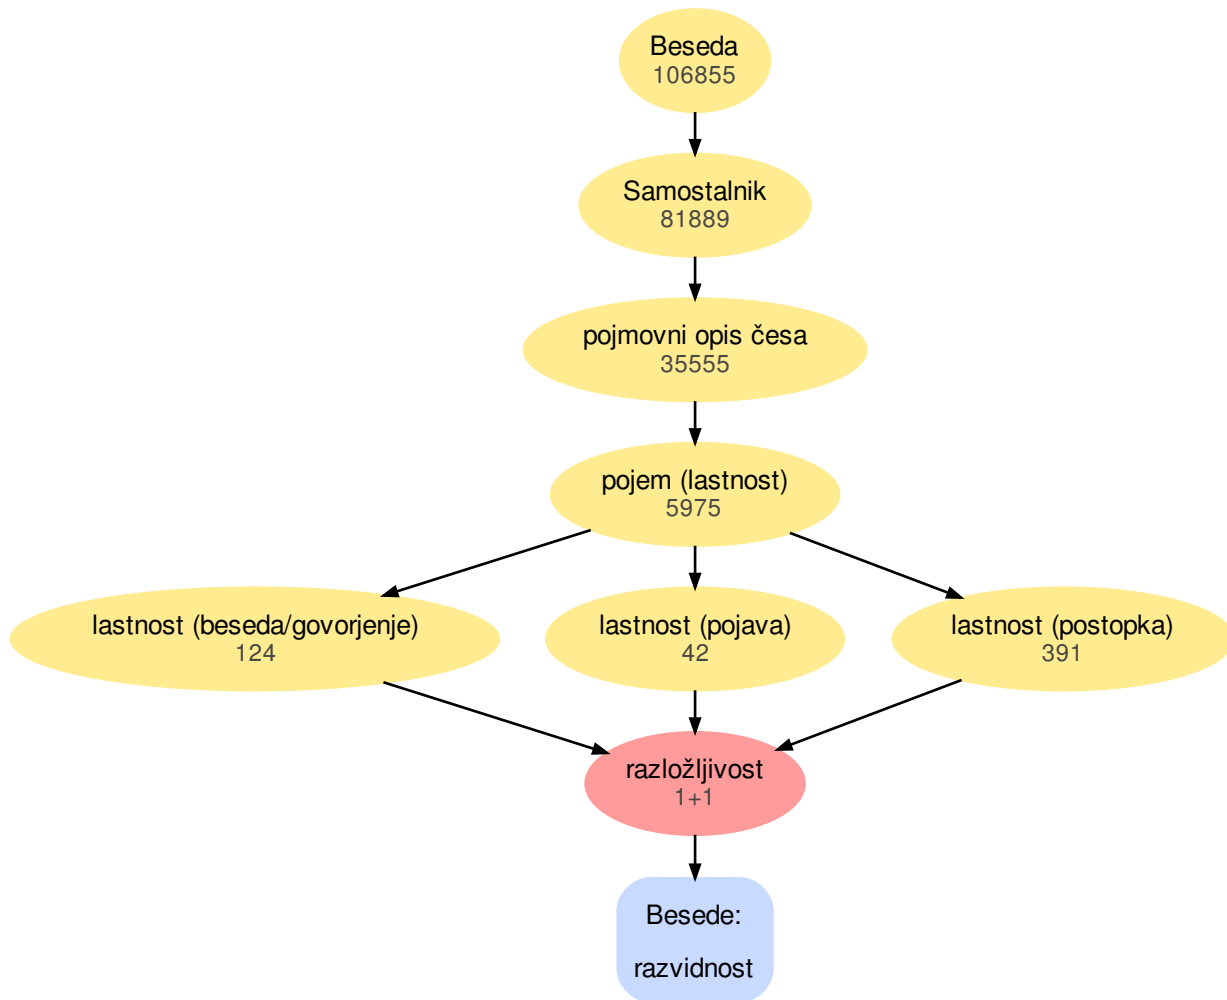 Beseda
106855
Samostalnik
81889
pojmovni opis česa
35555
pojem (lastnost)
5975
lastnost (beseda/govorjenje)
124
lastnost (pojava)
42
lastnost (postopka)
391
razložljivost
1+1
Besede:
razvidnost